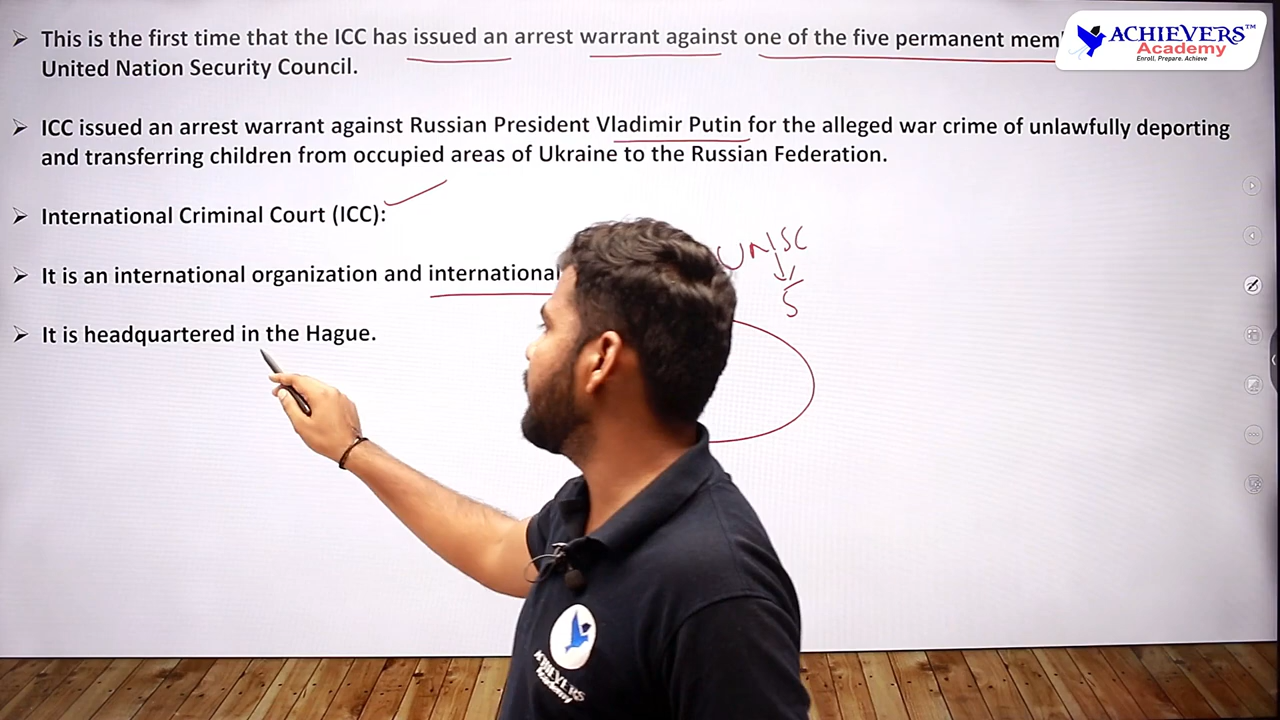 ➢ This is the first time that the ICC has issued an arrest warrant against one of the five permanent
United Nation Security Council.
➢ ICC issued an arrest warrant against Russian President Vladimir Putin for the alleged war crime of unlawfully deporting
and transferring children from occupied areas of Ukraine to the Russian Federation.
➢ International Criminal Court (ICC):
➢ It is an international organization and international
➢ It is headquartered in the Hague.
UNSC
5
ACHIEVERS™
Academy
Enroll. Prepare. Achieve
ACHIEVERS
Academy